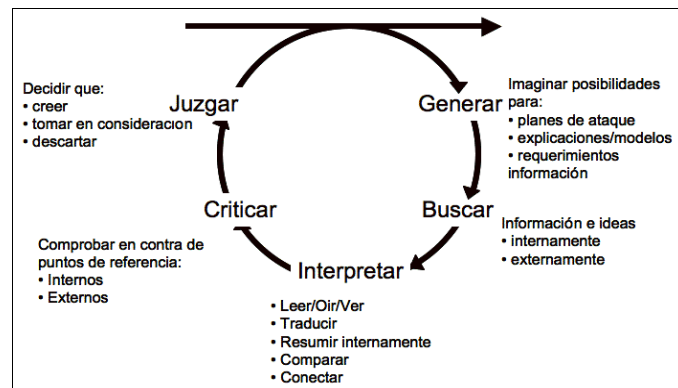 Decidir que:
• creer
• tomar en consideración
• descartar
Juzgar
Generar
Imaginar posibilidades
para:
• planes de ataque
• explicaciones/modelos
• requerimientos
información
Criticar
Buscar
Comprobar en contra de
puntos de referencia:
• Internos
• Externos
Información e ideas
• internamente
• externamente
Interpretar
• Leer/Oir/Ver
• Traducir
• Resumir internamente
• Comparar
• Conectar